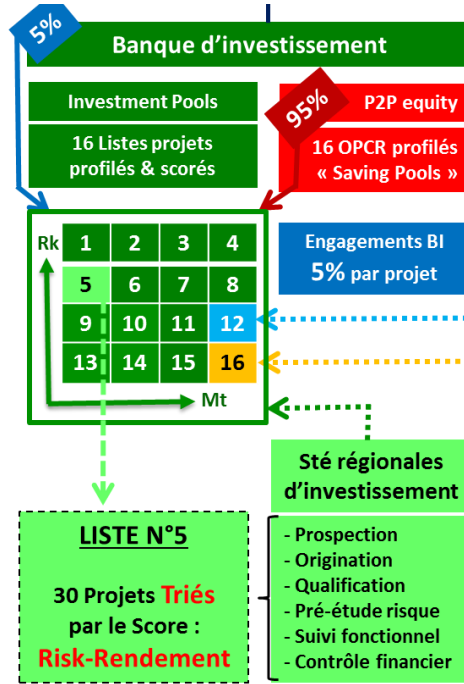 5%
Banque d'investissement
Investment Pools
16 Listes projets
profilés & scorés
95%
P2P equity
16 OPCR profilés
« Saving Pools »
Rk
1 2 3 4
5 6 7 8
9 10 11 12
13 14 15 16
Mt
Engagements BI
5% par projet
Sté régionales
d'investissement
LISTE N°5
30 Projets Triés
par le Score :
Risk-Rendement
- Prospection
- Origination
- Qualification
- Pré-étude risque
- Suivi fonctionnel
- Contrôle financier